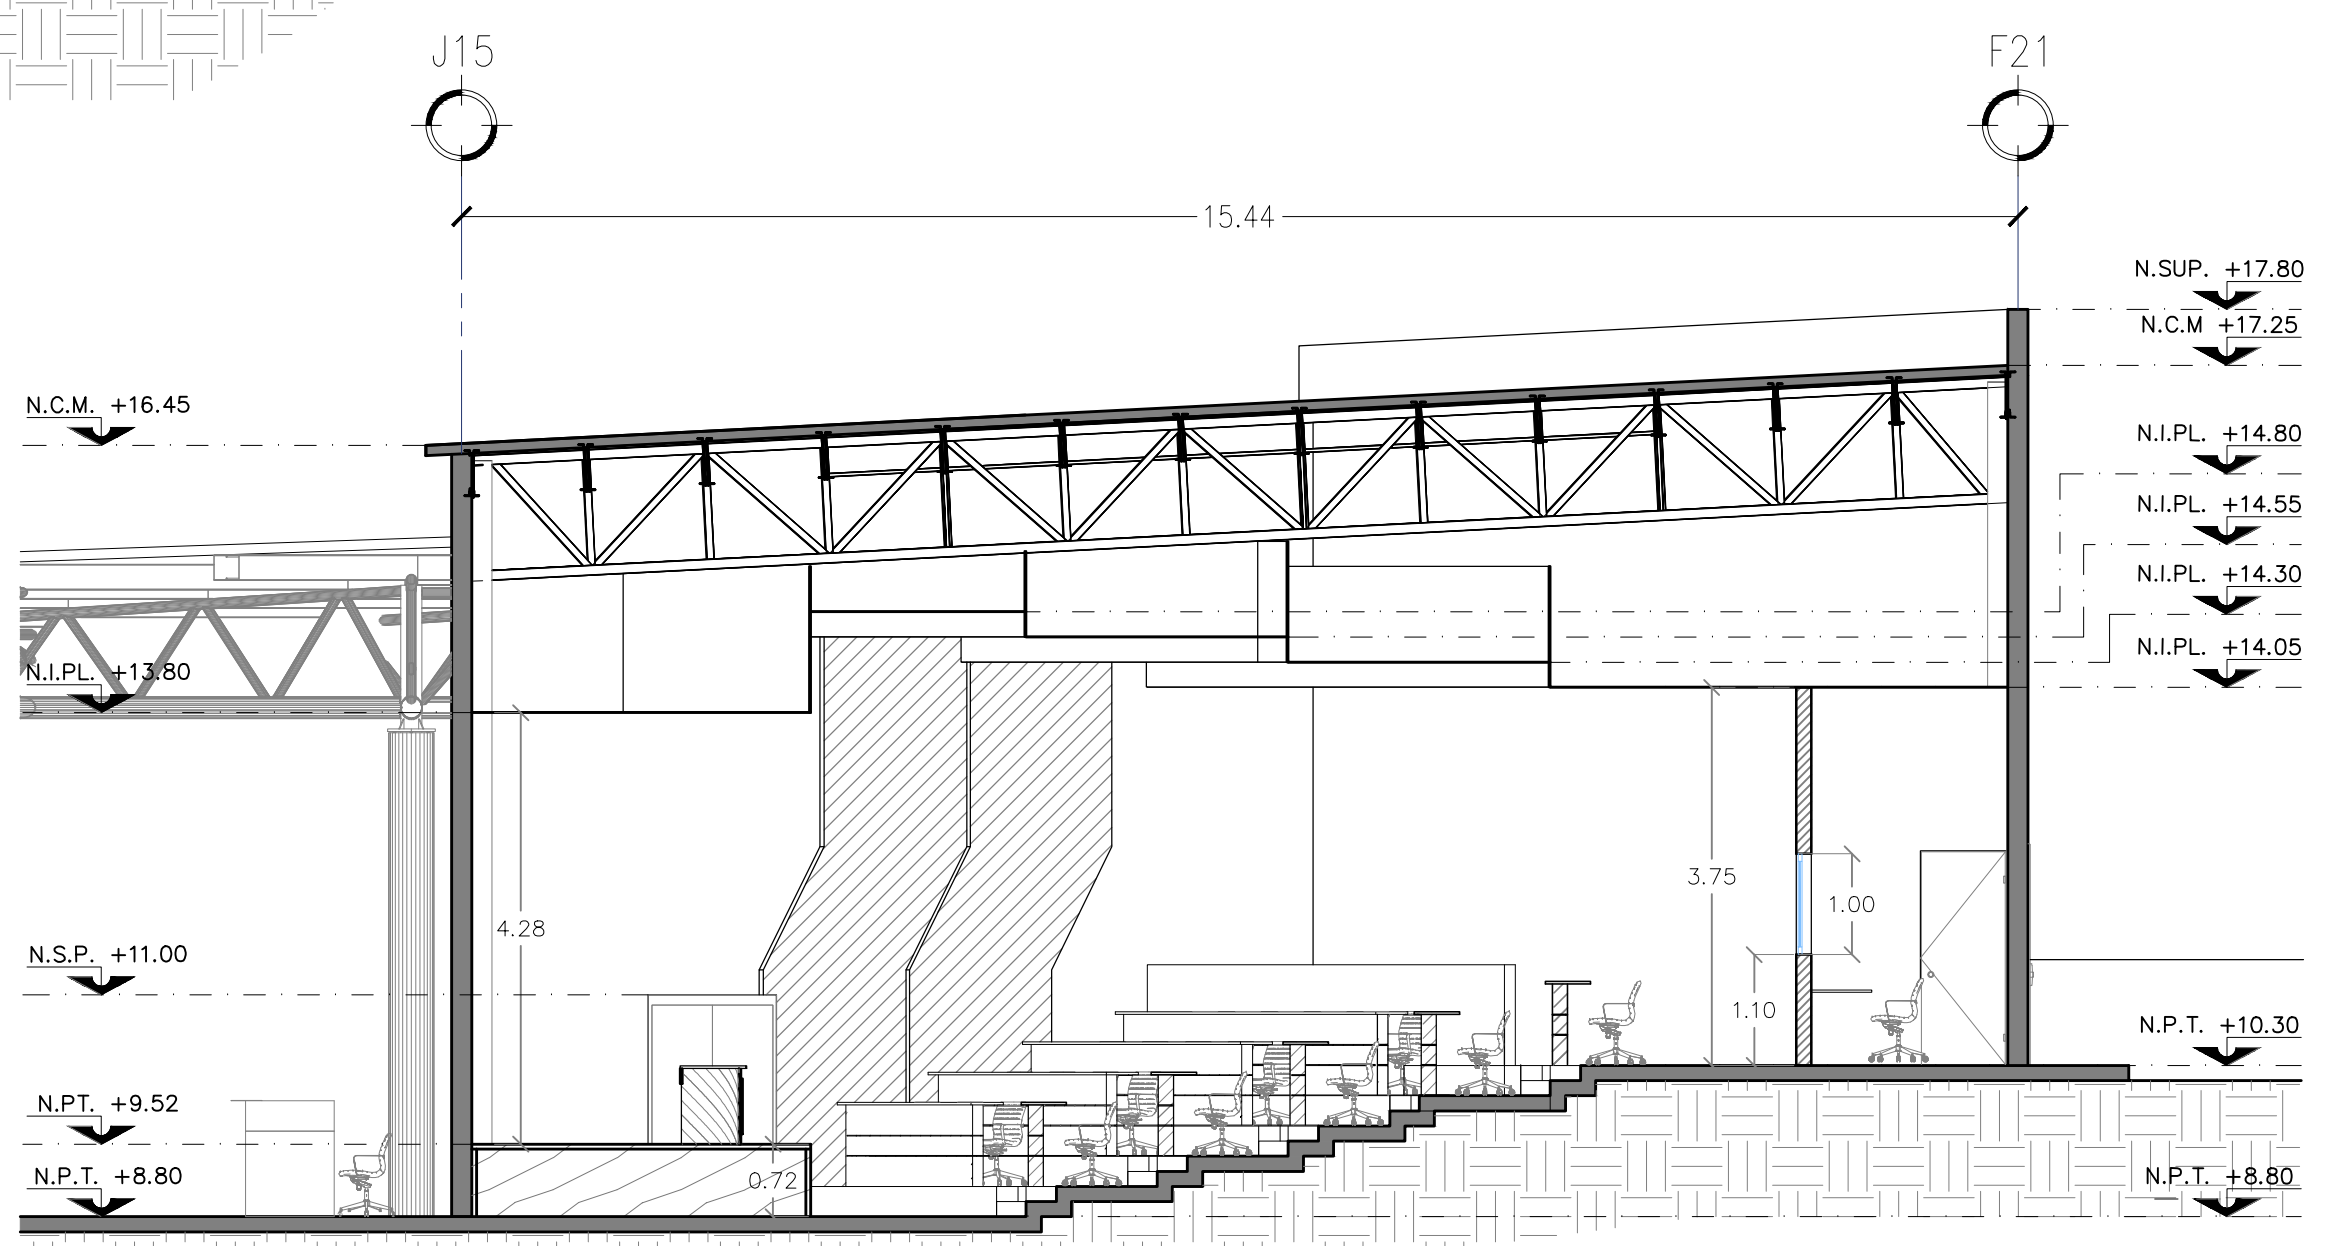 J15
F21
15.44
N.SUP. +17.80
N.C.M +17.25
N.C.M. +16.45
N.I.PL. +14.80
N.I.PL. +14.55
N.I.PL. +14.30
N.I.PL. +14.05
N.I.PL. +13.80
3.75
1.00
4.28
N.S.P. +11.00
1.10
N.P.T. +10.30
N.PT. +9.52
N.P.T. +8.80
0.72
N.P.T. +8.80